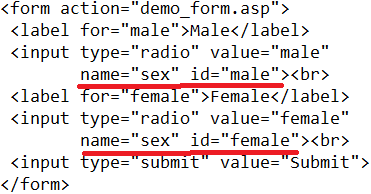 <form action="demo_form.asp">
<label for="male">Male</label>
<input type="radio" value="male"
name="sex" id="male"><br>
<label for="female">Female</label>
<input type="radio" value="female"
name="sex" id="female"><br>
<input type="submit" value="Submit">
</form>